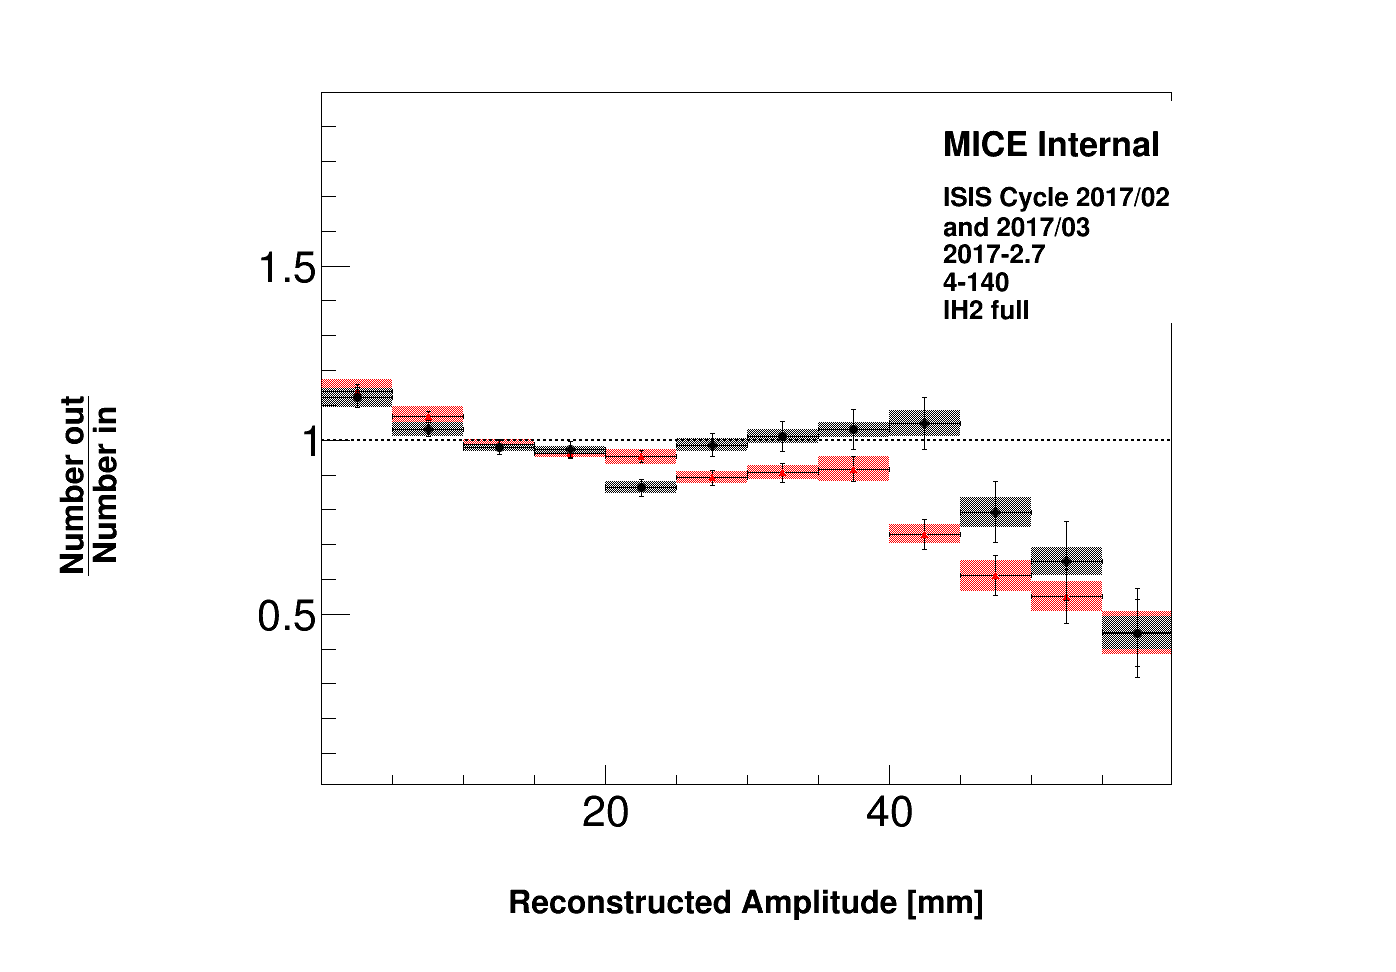 MICE Internal
ISIS Cycle 2017/02
and 2017/03
2017-2.7
4-140
IH2 full
1.5
1
0.5
Number out
Number in
20 40
Reconstructed Amplitude [mm]